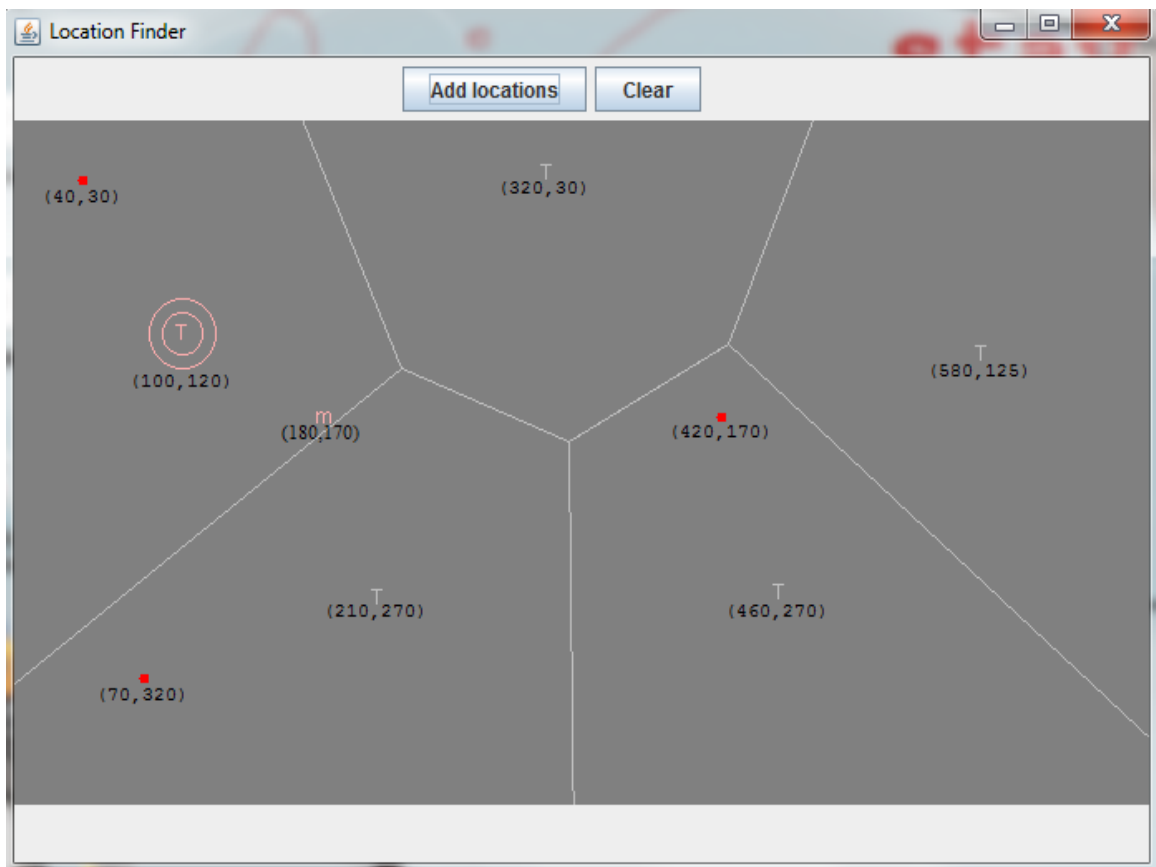 Location Finder
Add locations Clear
T
(40,30)
(320,30)
T
(100,120)
T
(580,125)
m
(180,170)
(420,170)
T
(210,270)
T
(460,270)
(70,320)